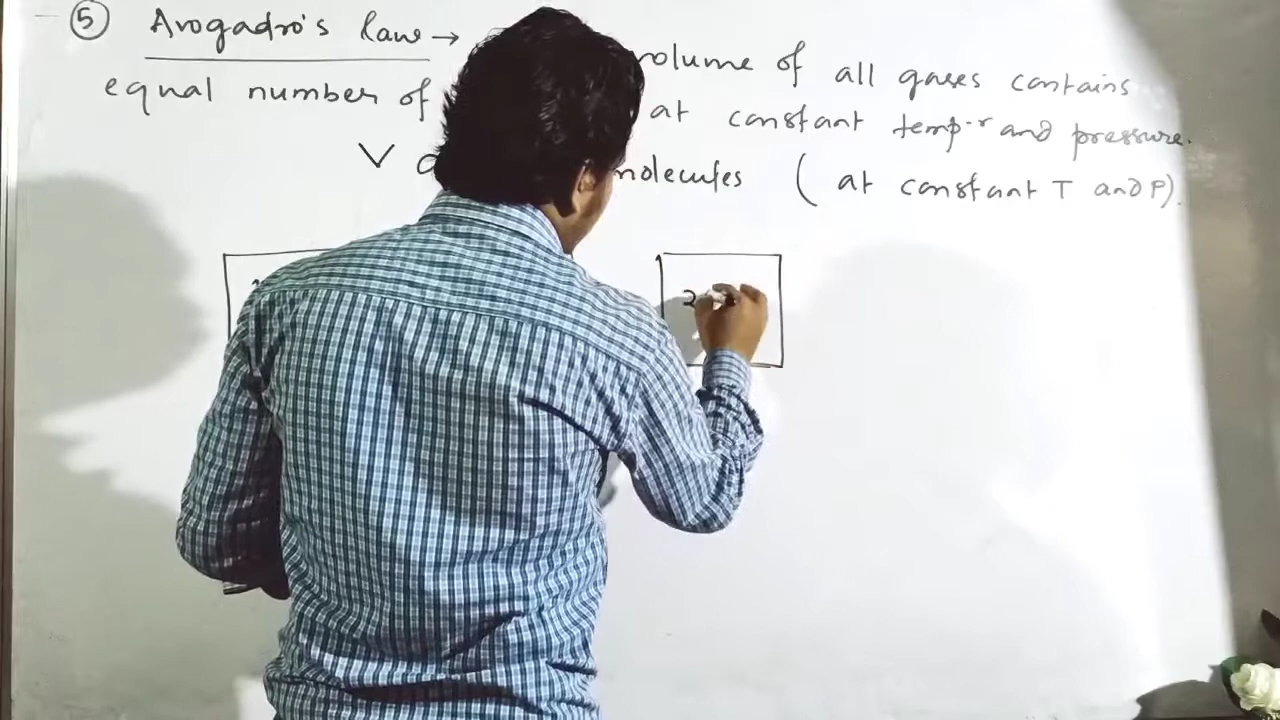 ⑤ Avogadro's law → volume of all gases contains
equal number of at constant temp.r and pressure.
V molecules ( at constant T and P).
2